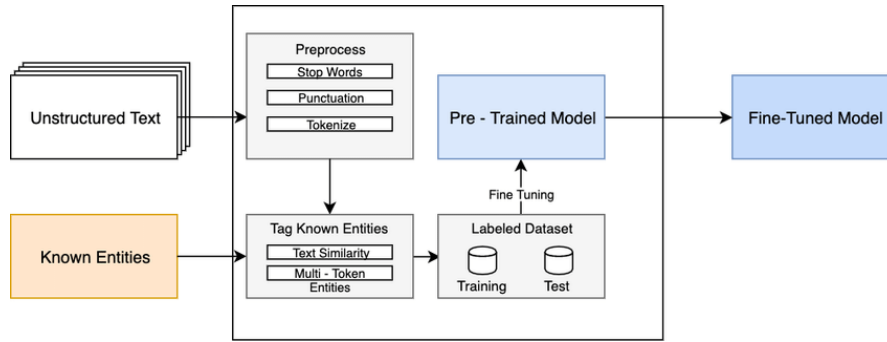 Preprocess
Stop Words
Punctuation
Tokenize
Unstructured Text
Pre - Trained Model
Fine-Tuned Model
Fine Tuning
Known Entities
Tag Known Entities
Text Similarity
Multi - Token
Entities
Labeled Dataset
Training
Test